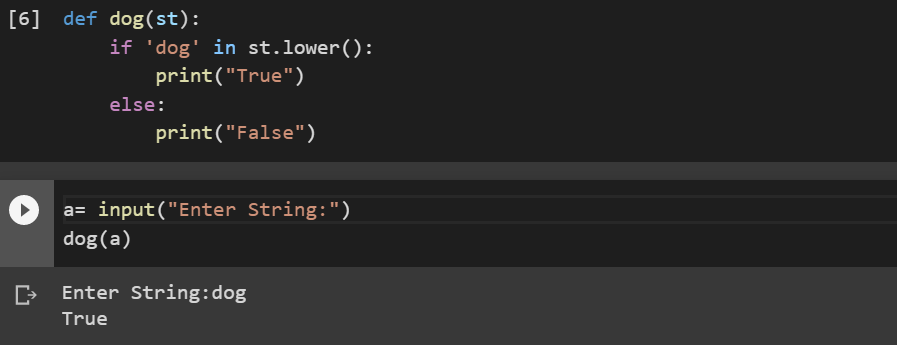 [6] def dog(st):
    if 'dog' in st.lower():
        print("True")
    else:
        print("False")
a= input("Enter String:")
dog(a)
Enter String:dog
True